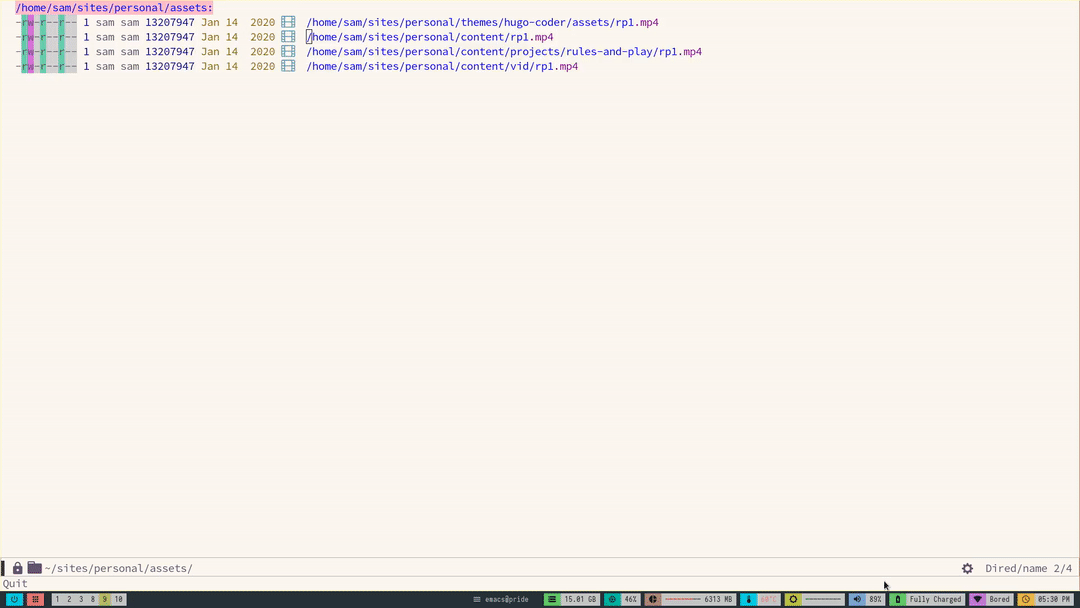 /home/sam/sites/personal/assets:
-rw-r--r-- 1 sam sam 13207947 Jan 14  2020 /home/sam/sites/personal/themes/hugo-coder/assets/rp1.mp4
-rw-r--r-- 1 sam sam 13207947 Jan 14  2020 /home/sam/sites/personal/content/rp1.mp4
-rw-r--r-- 1 sam sam 13207947 Jan 14  2020 /home/sam/sites/personal/content/projects/rules-and-play/rp1.mp4
-rw-r--r-- 1 sam sam 13207947 Jan 14  2020 /home/sam/sites/personal/content/vid/rp1.mp4
~/sites/personal/assets/ Dired/name 2/4
Quit
1 2 3 8 9 10 emacs@pride 15.01 GB 46% 6313 MB 89% Fully Charged Bored 05:30 PM